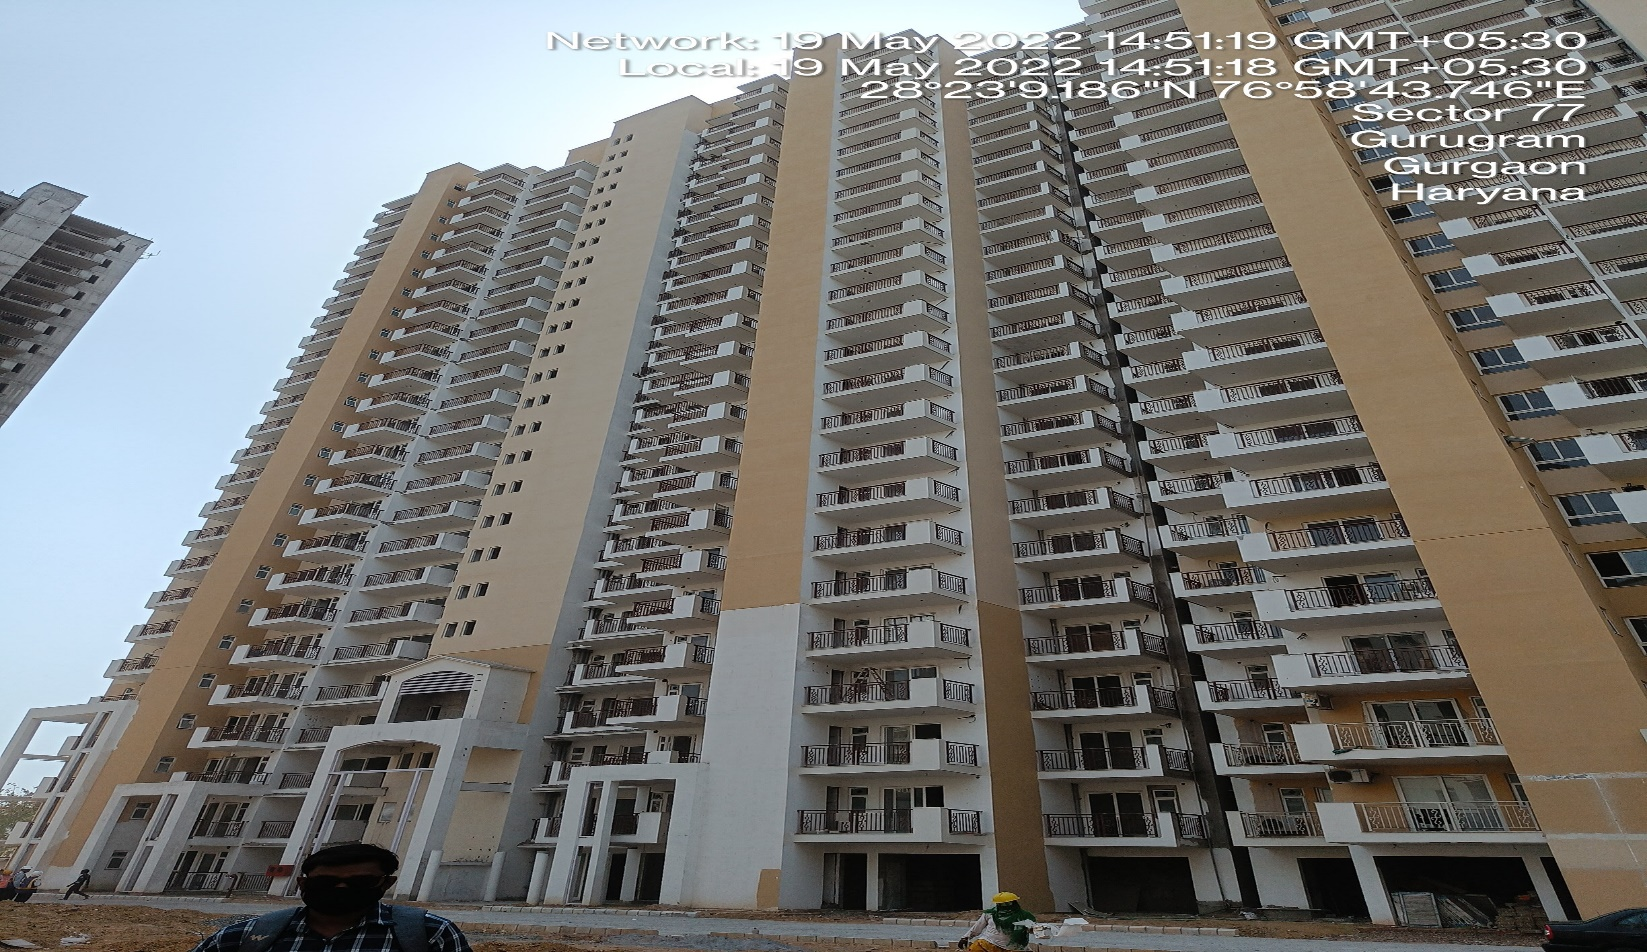 Network: 19 May 2022 14:51:19 GMT+05:30
Local: 19 May 2022 14:51:18 GMT+05:30
28°23'9.186"N 76°58'43.746"E
Sector 77
Gurugram
Gurgaon
Haryana